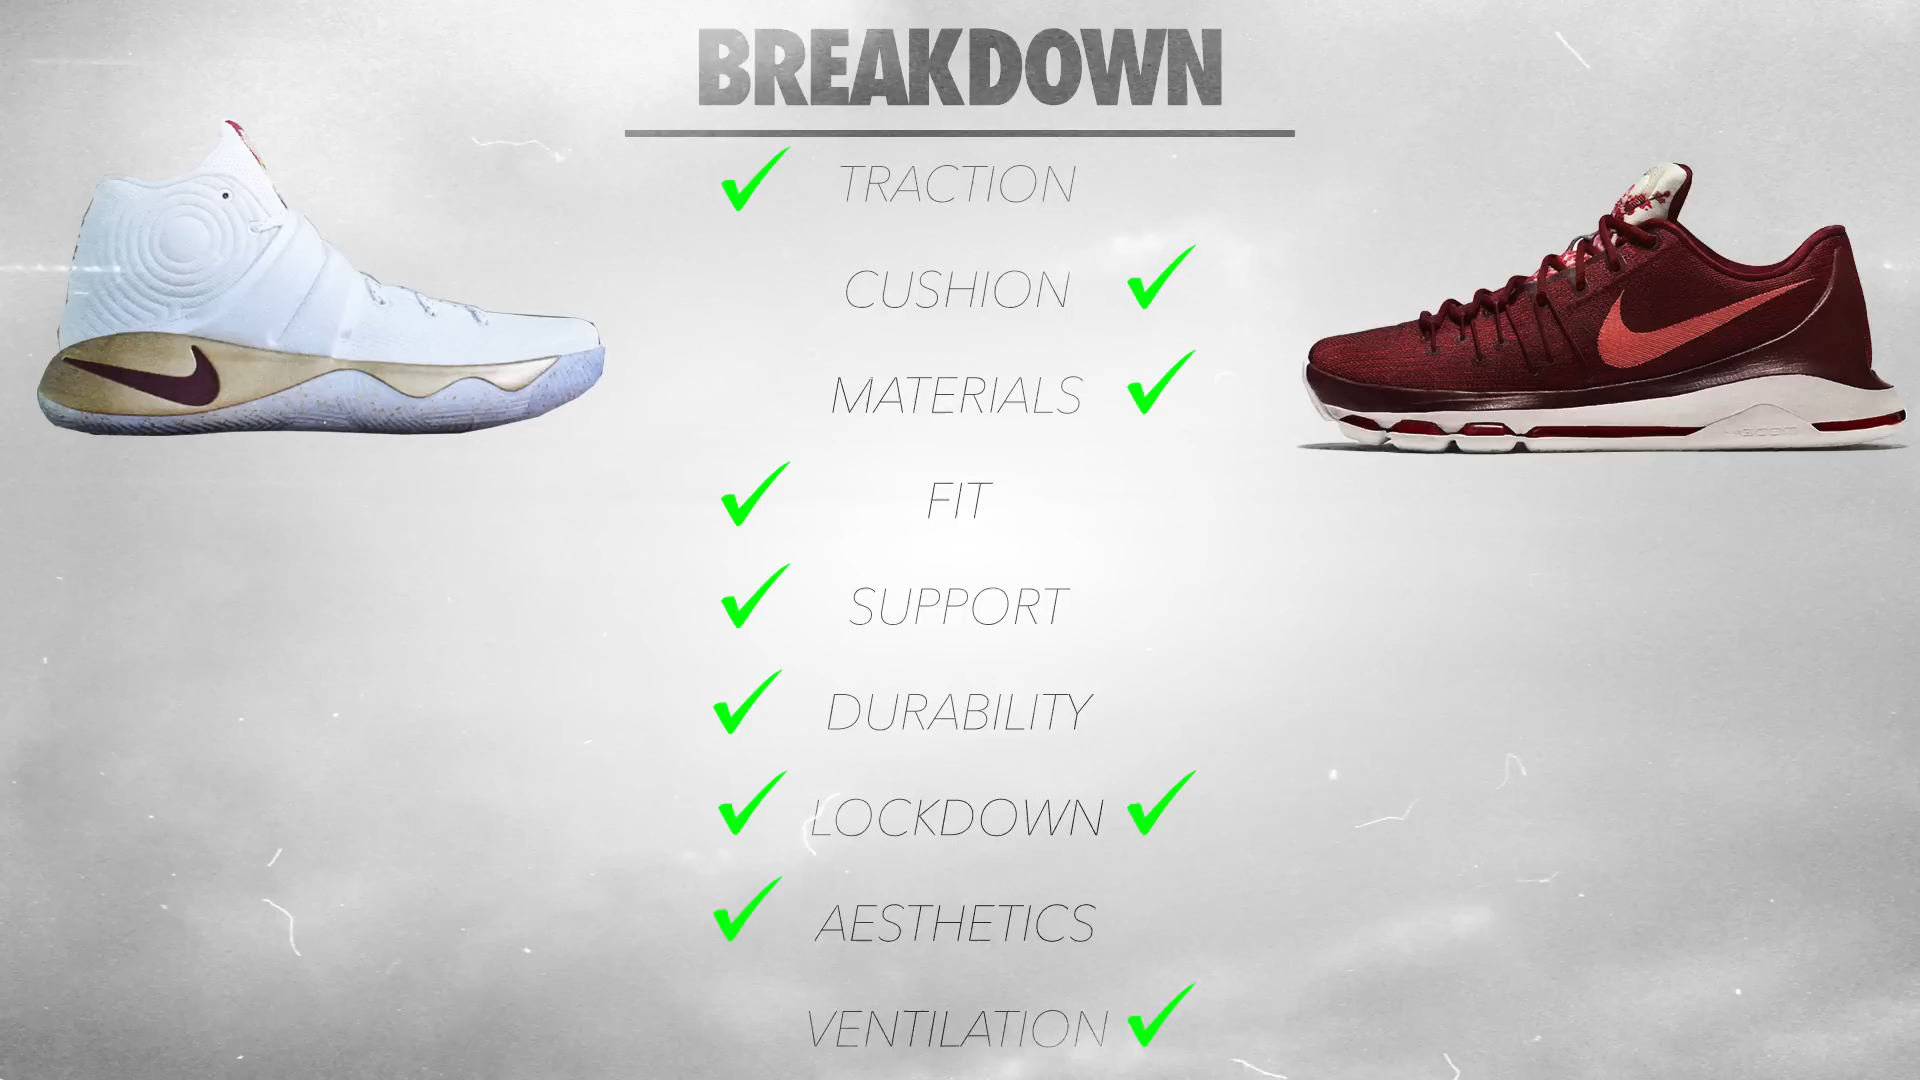 BREAKDOWN
TRACTION
CUSHION
MATERIALS
FIT
SUPPORT
DURABILITY
LOCKDOWN
AESTHETICS
VENTILATION